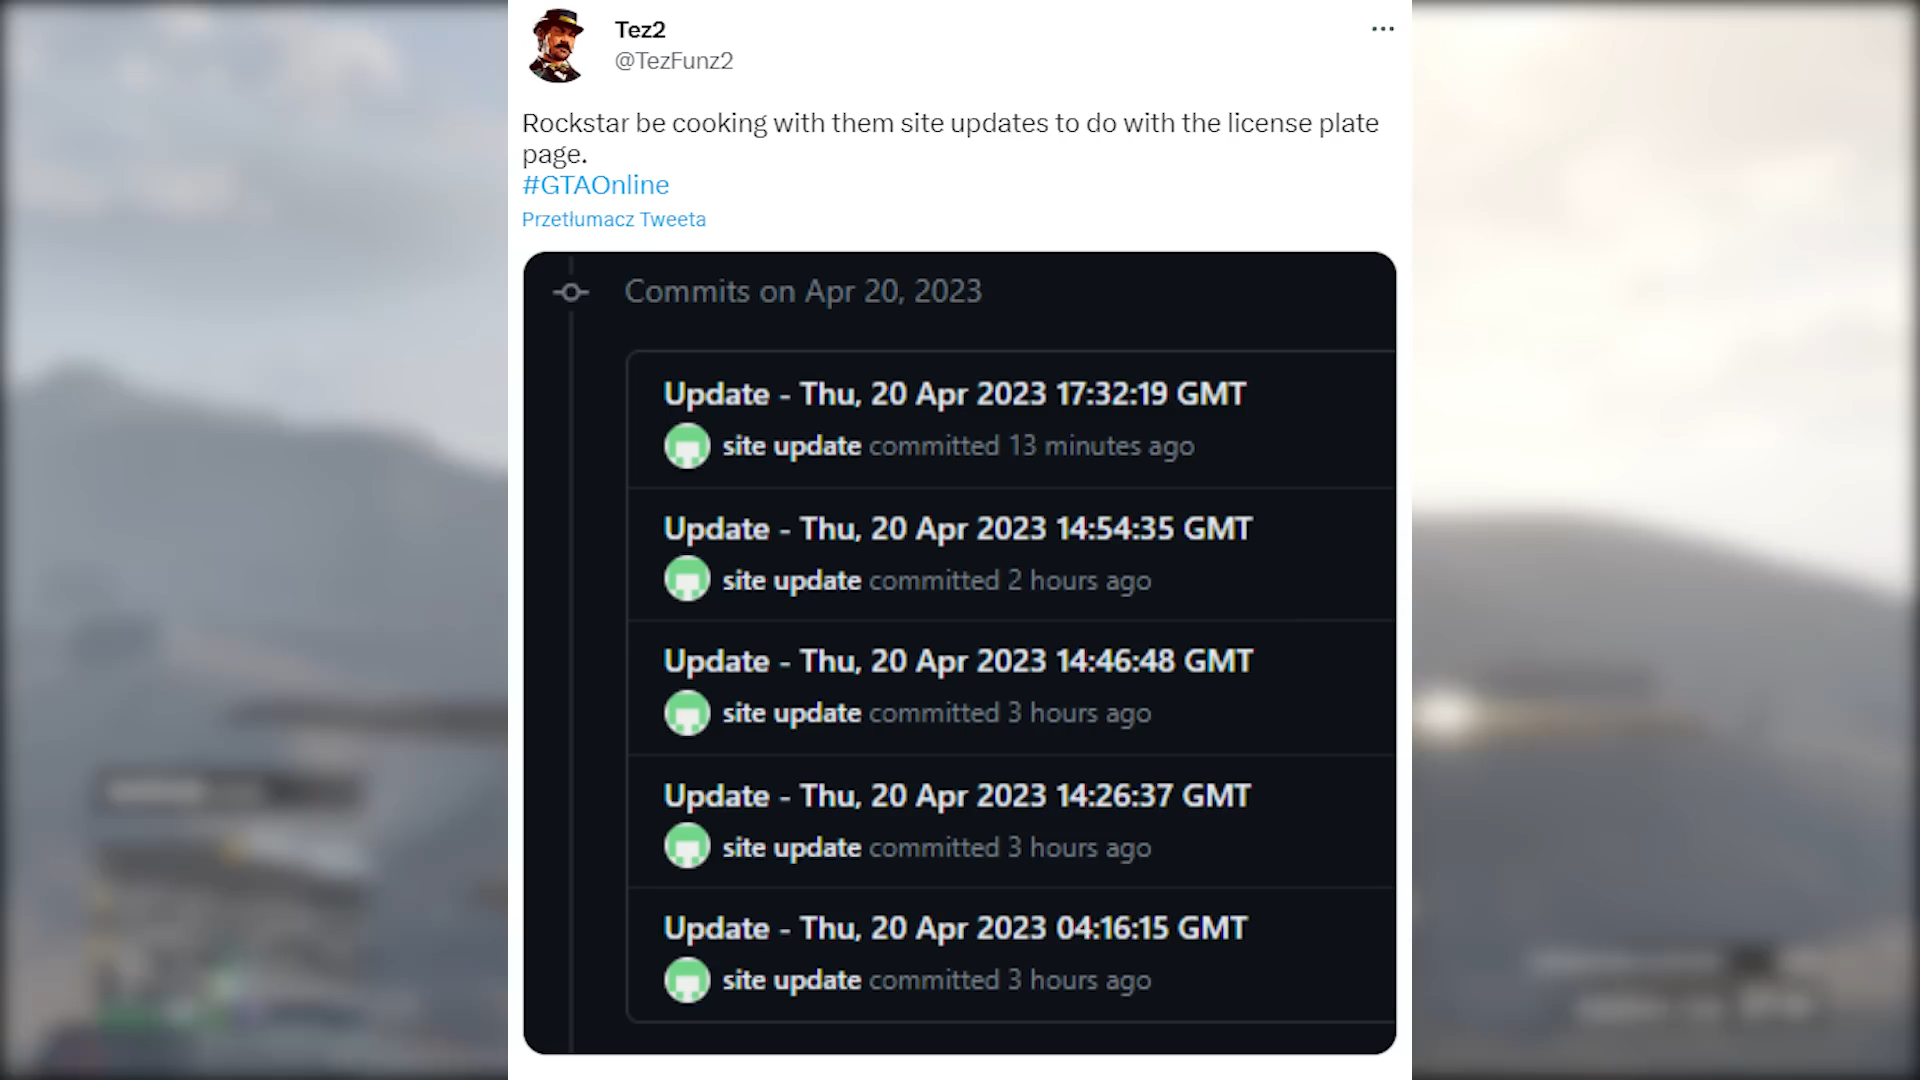 Tez2
@TezFunz2
Rockstar be cooking with them site updates to do with the license plate
page.
#GTAOnline
Przetłumacz Tweeta
Commits on Apr 20, 2023
Update - Thu, 20 Apr 2023 17:32:19 GMT
site update committed 13 minutes ago
Update - Thu, 20 Apr 2023 14:54:35 GMT
site update committed 2 hours ago
Update - Thu, 20 Apr 2023 14:46:48 GMT
site update committed 3 hours ago
Update - Thu, 20 Apr 2023 14:26:37 GMT
site update committed 3 hours ago
Update - Thu, 20 Apr 2023 04:16:15 GMT
site update committed 3 hours ago